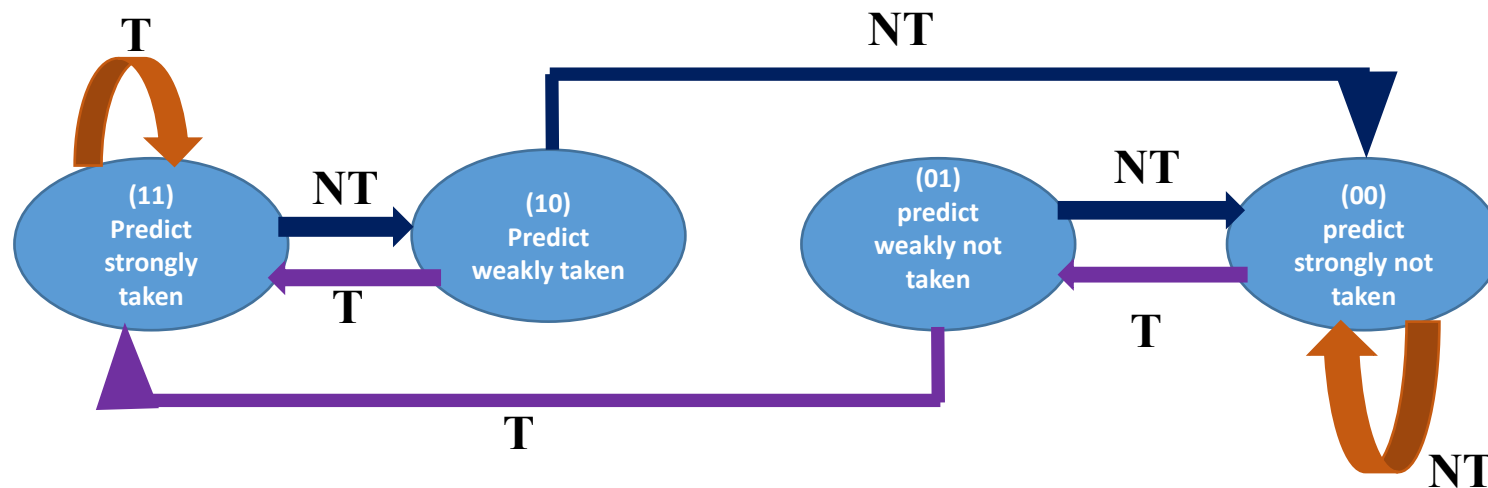 T
NT
(11)
Predict
strongly
taken
NT
T
(10)
Predict
weakly taken
(01)
predict
weakly not
taken
NT
T
(00)
predict
strongly not
taken
T
NT